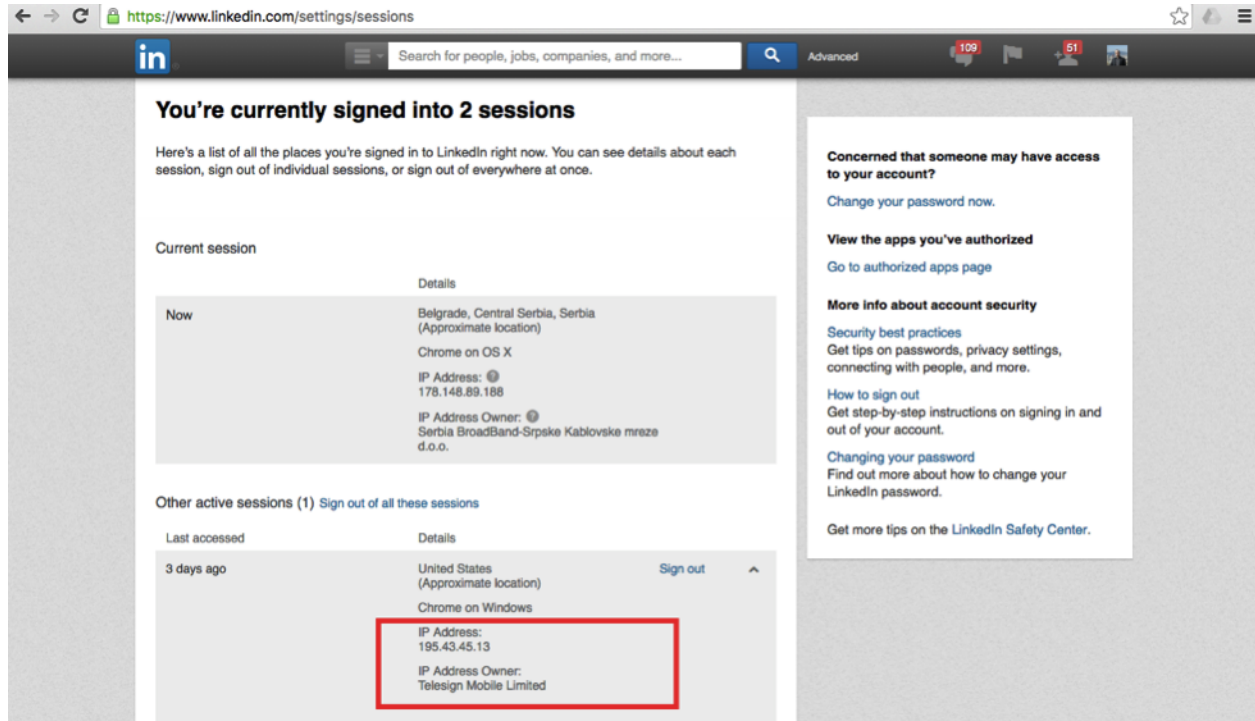 https://www.linkedin.com/settings/sessions
in
Search for people, jobs, companies, and more...
Advanced
109
51
You're currently signed into 2 sessions
Here's a list of all the places you're signed in to LinkedIn right now. You can see details about each
session, sign out of individual sessions, or sign out of everywhere at once.
Current session
Details
Now
Belgrade, Central Serbia, Serbia
(Approximate location)
Chrome on OS X
IP Address: ?
178.148.89.188
IP Address Owner: ?
Serbia BroadBand-Srpske Kablovske mreze
d.o.o.
Other active sessions (1) Sign out of all these sessions
Last accessed
Details
3 days ago
United States
(Approximate location)
Sign out
Chrome on Windows
IP Address:
195.43.45.13
IP Address Owner:
Telesign Mobile Limited
Concerned that someone may have access
to your account?
Change your password now.
View the apps you've authorized
Go to authorized apps page
More info about account security
Security best practices
Get tips on passwords, privacy settings,
connecting with people, and more.
How to sign out
Get step-by-step instructions on signing in and
out of your account.
Changing your password
Find out more about how to change your
LinkedIn password.
Get more tips on the LinkedIn Safety Center.